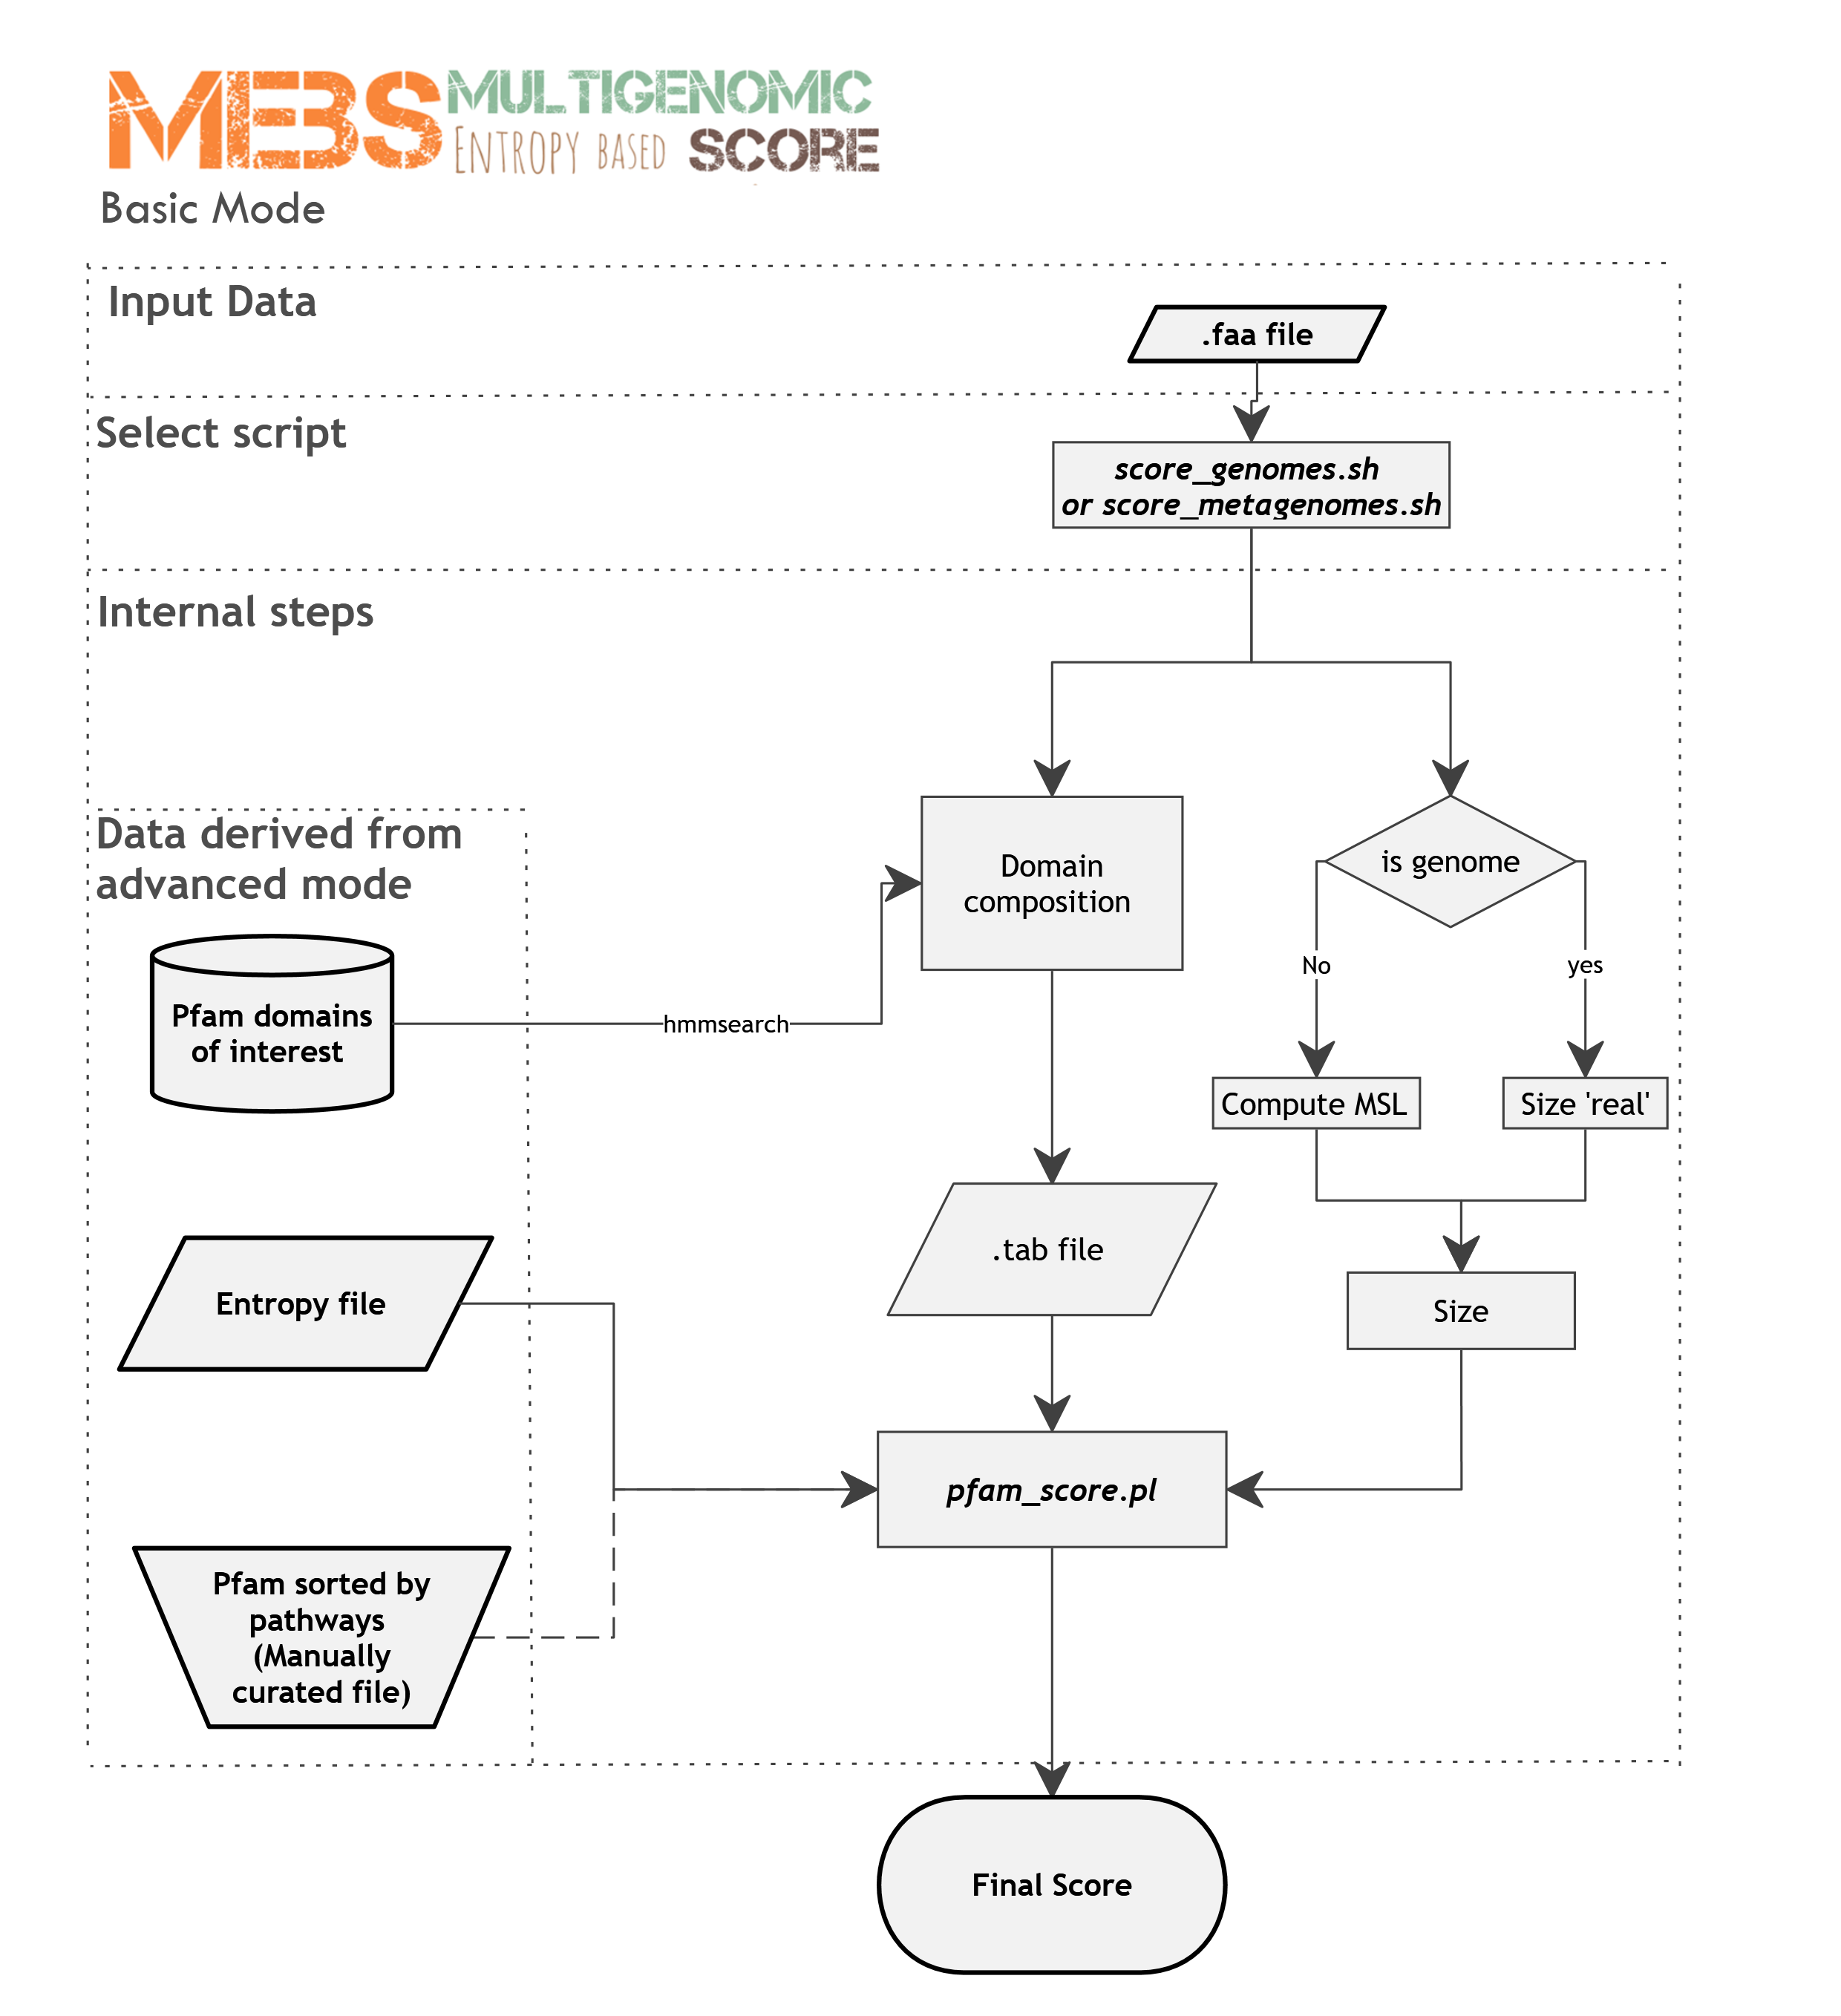 MEBS MULTIGENOMIC
ENTROPY BASED SCORE
Basic Mode
Input Data
.faa file
Select script
score_genomes.sh
or score_metagenomes.sh
Internal steps
Data derived from
advanced mode
Domain
composition
is genome
No
yes
Pfam domains
of interest
hmmsearch
Compute MSL
Size 'real'
.tab file
Entropy file
Size
pfam_score.pl
Pfam sorted by
pathways
(Manually
curated file)
Final Score